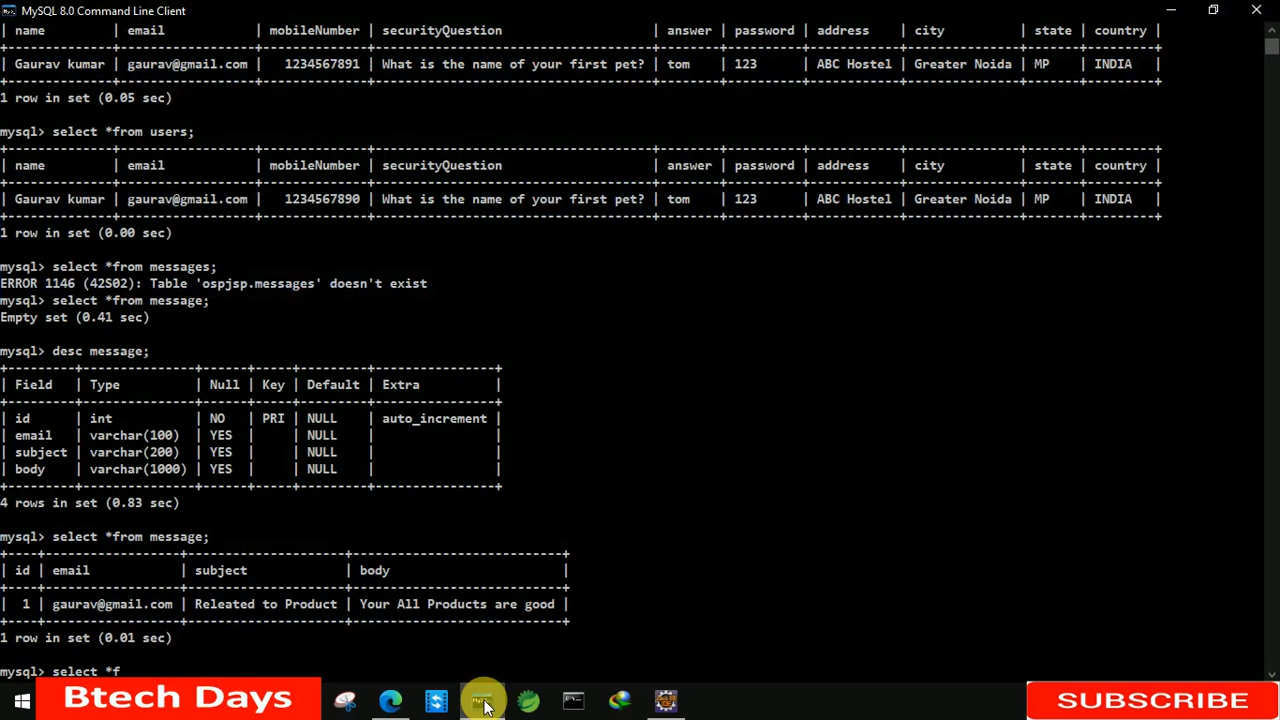 MySQL 8.0 Command Line Client
| name | email | mobileNumber | securityQuestion | answer | password | address | city | state | country |
| Gaurav kumar | gaurav@gmail.com | 1234567891 | What is the name of your first pet? | tom | 123 | ABC Hostel | Greater Noida | MP | INDIA |
1 row in set (0.05 sec)
mysql> select *from users;
| name | email | mobileNumber | securityQuestion | answer | password | address | city | state | country |
| Gaurav kumar | gaurav@gmail.com | 1234567890 | What is the name of your first pet? | tom | 123 | ABC Hostel | Greater Noida | MP | INDIA |
1 row in set (0.00 sec)
mysql> select *from messages;
ERROR 1146 (42S02): Table 'ospjsp.messages' doesn't exist
mysql> select *from message;
Empty set (0.41 sec)
mysql> desc message;
| Field | Type | Null | Key | Default | Extra |
| id | int | NO | PRI | NULL | auto_increment |
| email | varchar(100) | YES | | NULL | |
| subject | varchar(200) | YES | | NULL | |
| body | varchar(1000) | YES | | NULL | |
4 rows in set (0.83 sec)
mysql> select *from message;
| id | email | subject | body |
| 1 | gaurav@gmail.com | Releated to Product | Your All Products are good |
1 row in set (0.01 sec)
mysql> select *f
Btech Days
SUBSCRIBE